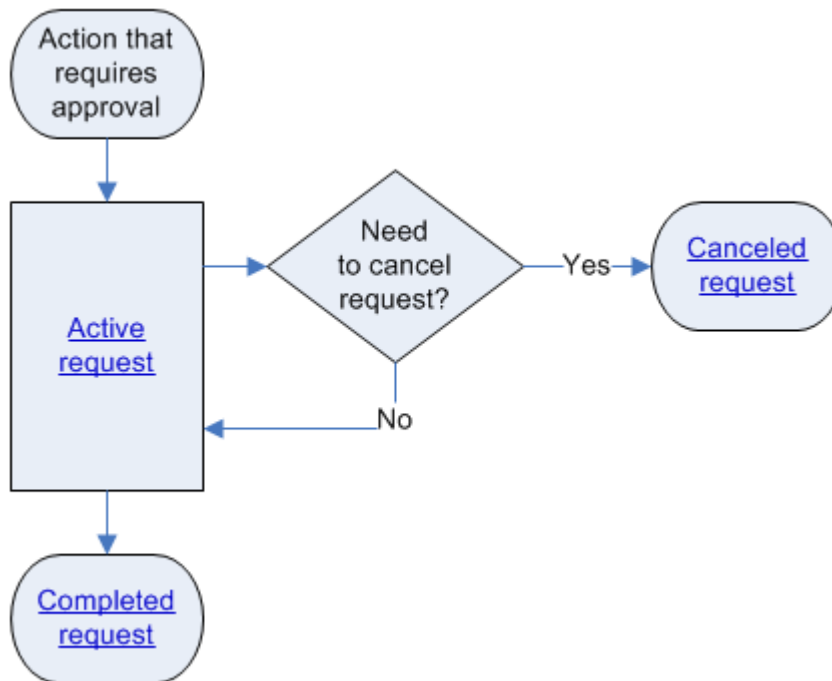 Action that
requires
approval
Need
to cancel
request?
Yes
Canceled
request
Active
request
No
Completed
request